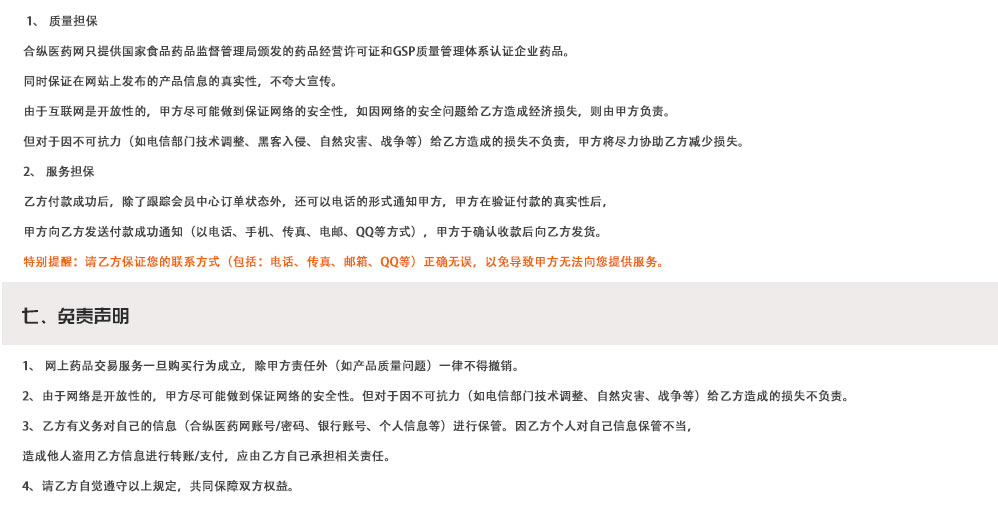 1、 质量担保
合纵医药网只提供国家食品药品监督管理局颁发的药品经营许可证和GSP质量管理体系认证企业药品。
同时保证在网站上发布的产品信息的真实性，不夸大宣传。
由于互联网是开放性的，甲方尽可能做到保证网络的安全性，如因网络的安全问题给乙方造成经济损失，则由甲方负责。
但对于因不可抗力（如电信部门技术调整、黑客入侵、自然灾害、战争等）给乙方造成的损失不负责，甲方将尽力协助乙方减少损失。
2、 服务担保
乙方付款成功后，除了跟踪会员中心订单状态外，还可以电话的形式通知甲方，甲方在验证付款的真实性后，
甲方向乙方发送付款成功通知（以电话、手机、传真、电邮、QQ等方式），甲方于确认收款后向乙方发货。
特别提醒：请乙方保证您的联系方式（包括：电话、传真、邮箱、QQ等）正确无误，以免导致甲方无法向您提供服务。
七、免责声明
1、 网上药品交易服务一旦购买行为成立，除甲方责任外（如产品质量问题）一律不得撤销。
2、由于网络是开放性的，甲方尽可能做到保证网络的安全性。但对于因不可抗力（如电信部门技术调整、自然灾害、战争等）给乙方造成的损失不负责。
3、乙方有义务对自己的信息（合纵医药网账号/密码、银行账号、个人信息等）进行保管。因乙方个人对自己信息保管不当，
造成他人盗用乙方信息进行转账/支付，应由乙方自己承担相关责任。
4、请乙方自觉遵守以上规定，共同保障双方权益。